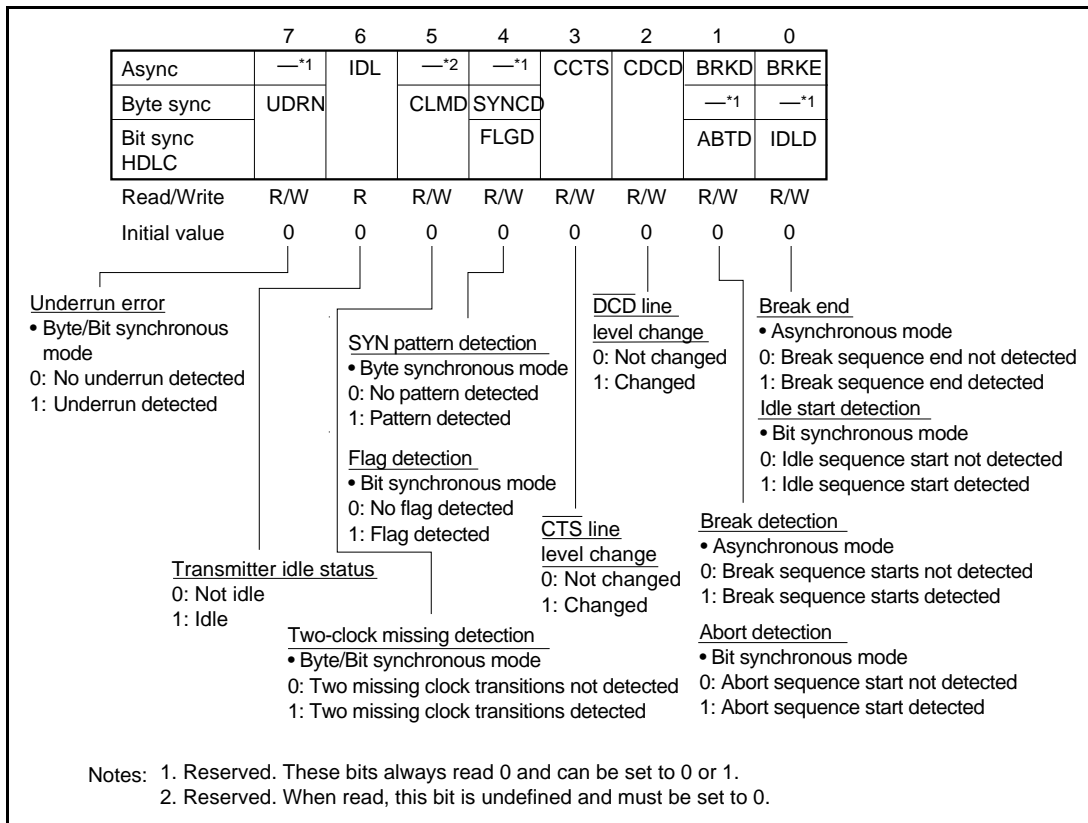 7 6 5 4 3 2 1 0
Async —*1 IDL —*2 —*1 CCTS CDCD BRKD BRKE
Byte sync UDRN CLMD SYNCD —*1 —*1
Bit sync HDLC FLGD ABTD IDLD
Read/Write R/W R R/W R/W R/W R/W R/W R/W
Initial value 0 0 0 0 0 0 0 0
Underrun error
• Byte/Bit synchronous
mode
0: No underrun detected
1: Underrun detected
Transmitter idle status
0: Not idle
1: Idle
Two-clock missing detection
• Byte/Bit synchronous mode
0: Two missing clock transitions not detected
1: Two missing clock transitions detected
SYN pattern detection
• Byte synchronous mode
0: No pattern detected
1: Pattern detected
Flag detection
• Bit synchronous mode
0: No flag detected
1: Flag detected
CTS line
level change
0: Not changed
1: Changed
DCD line
level change
0: Not changed
1: Changed
Break end
• Asynchronous mode
0: Break sequence end not detected
1: Break sequence end detected
Idle start detection
• Bit synchronous mode
0: Idle sequence start not detected
1: Idle sequence start detected
Break detection
• Asynchronous mode
0: Break sequence starts not detected
1: Break sequence starts detected
Abort detection
• Bit synchronous mode
0: Abort sequence start not detected
1: Abort sequence start detected
Notes: 1. Reserved. These bits always read 0 and can be set to 0 or 1.
2. Reserved. When read, this bit is undefined and must be set to 0.